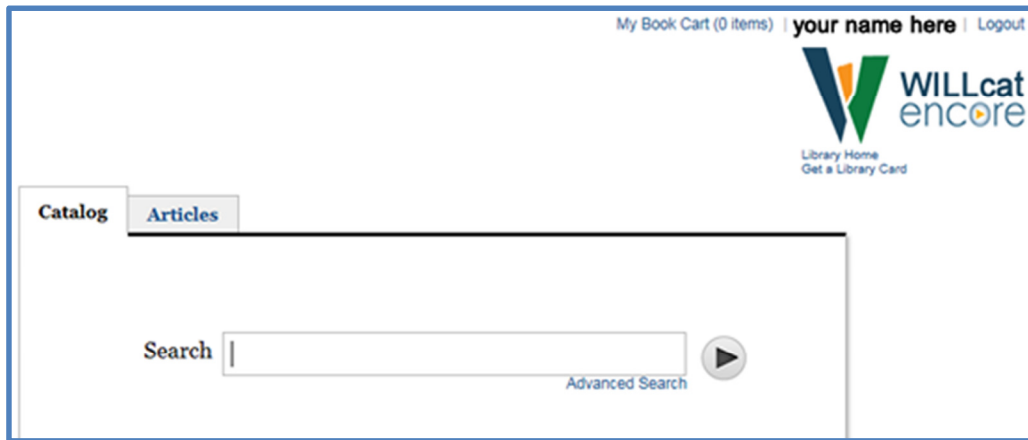 My Book Cart (0 items) | your name here | Logout
WILLcat
encore
Library Home
Get a Library Card
Catalog Articles
Search
Advanced Search